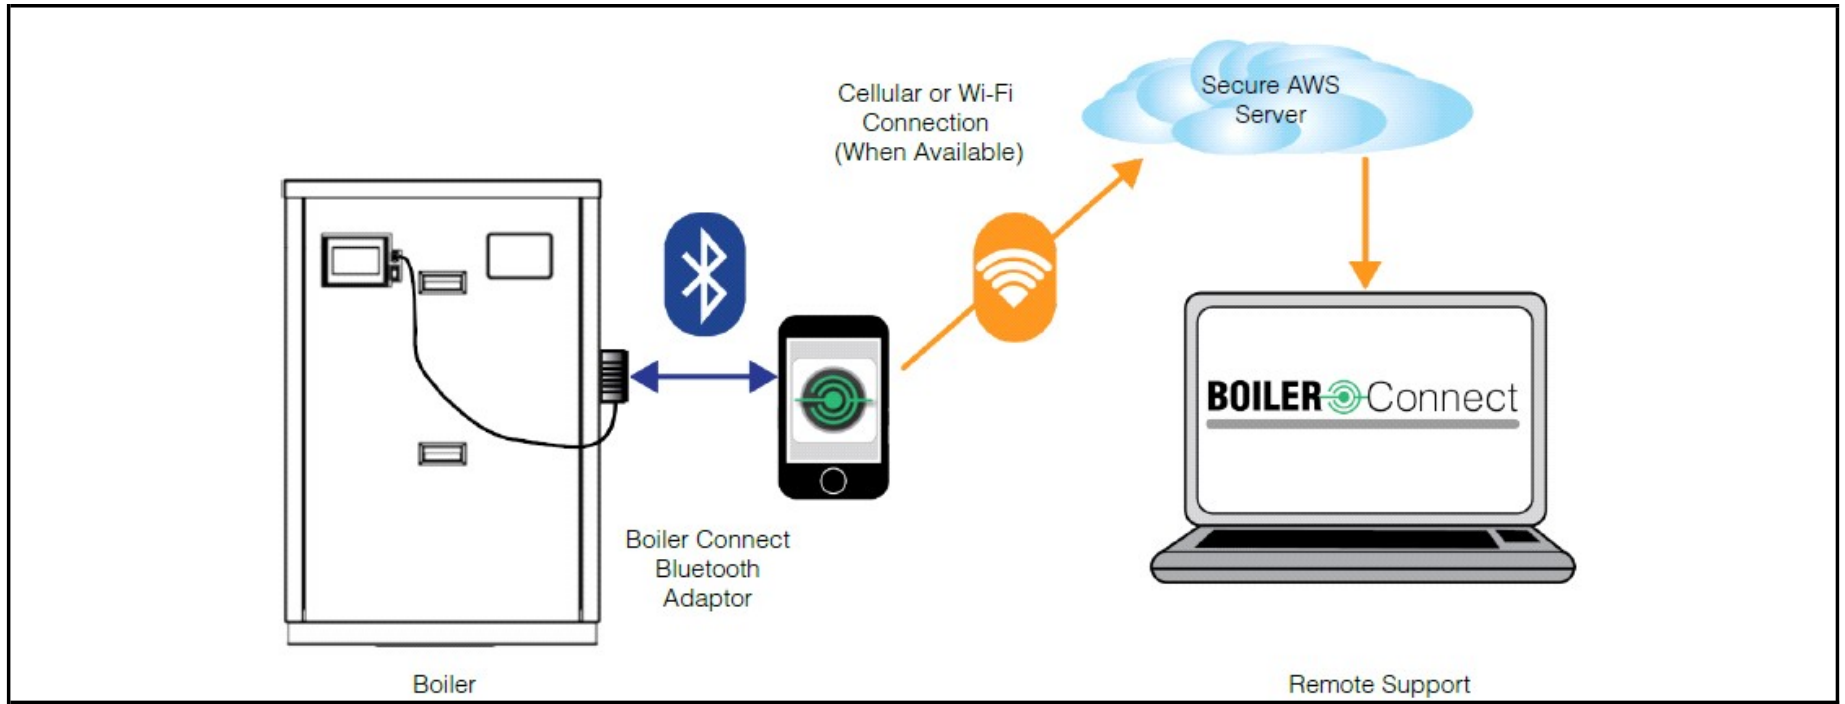 Cellular or Wi-Fi
Connection
(When Available)
Secure AWS
Server
BOILER Connect
Boiler Connect
Bluetooth
Adaptor
Boiler
Remote Support